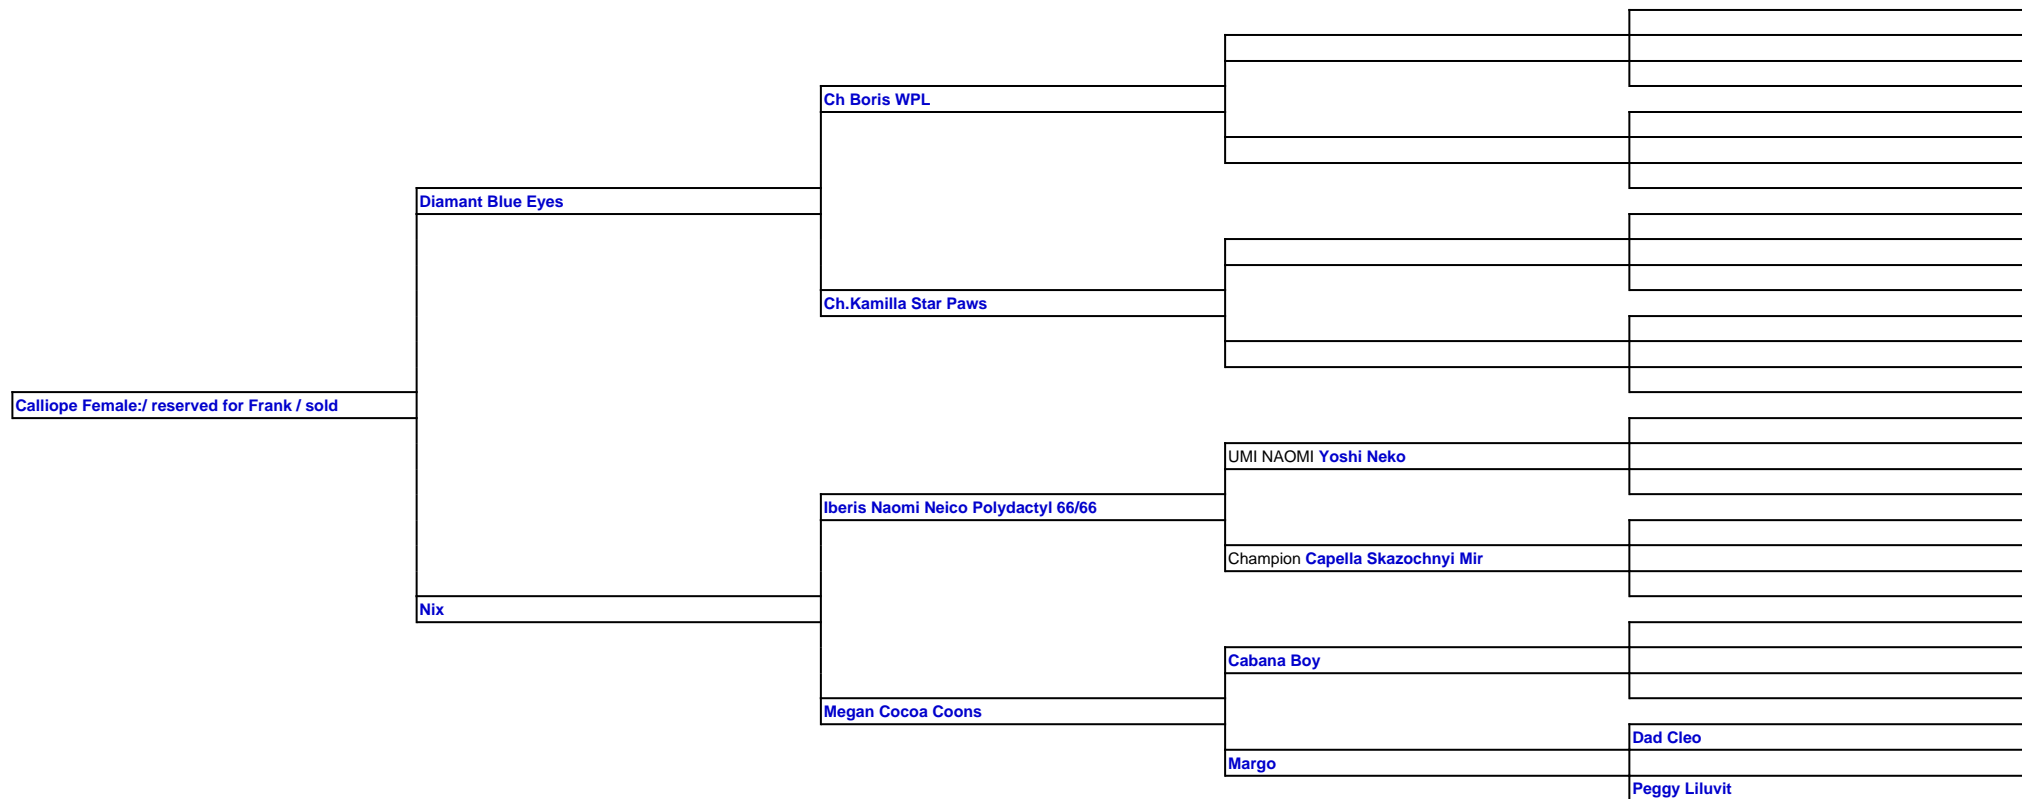 Ch Boris WPL
Diamant Blue Eyes
Ch.Kamilla Star Paws
Calliope Female:/ reserved for Frank / sold
UMI NAOMI Yoshi Neko
Iberis Naomi Neico Polydactyl 66/66
Champion Capella Skazochnyi Mir
Nix
Cabana Boy
Megan Cocoa Coons
Dad Cleo
Margo
Peggy Liluvit